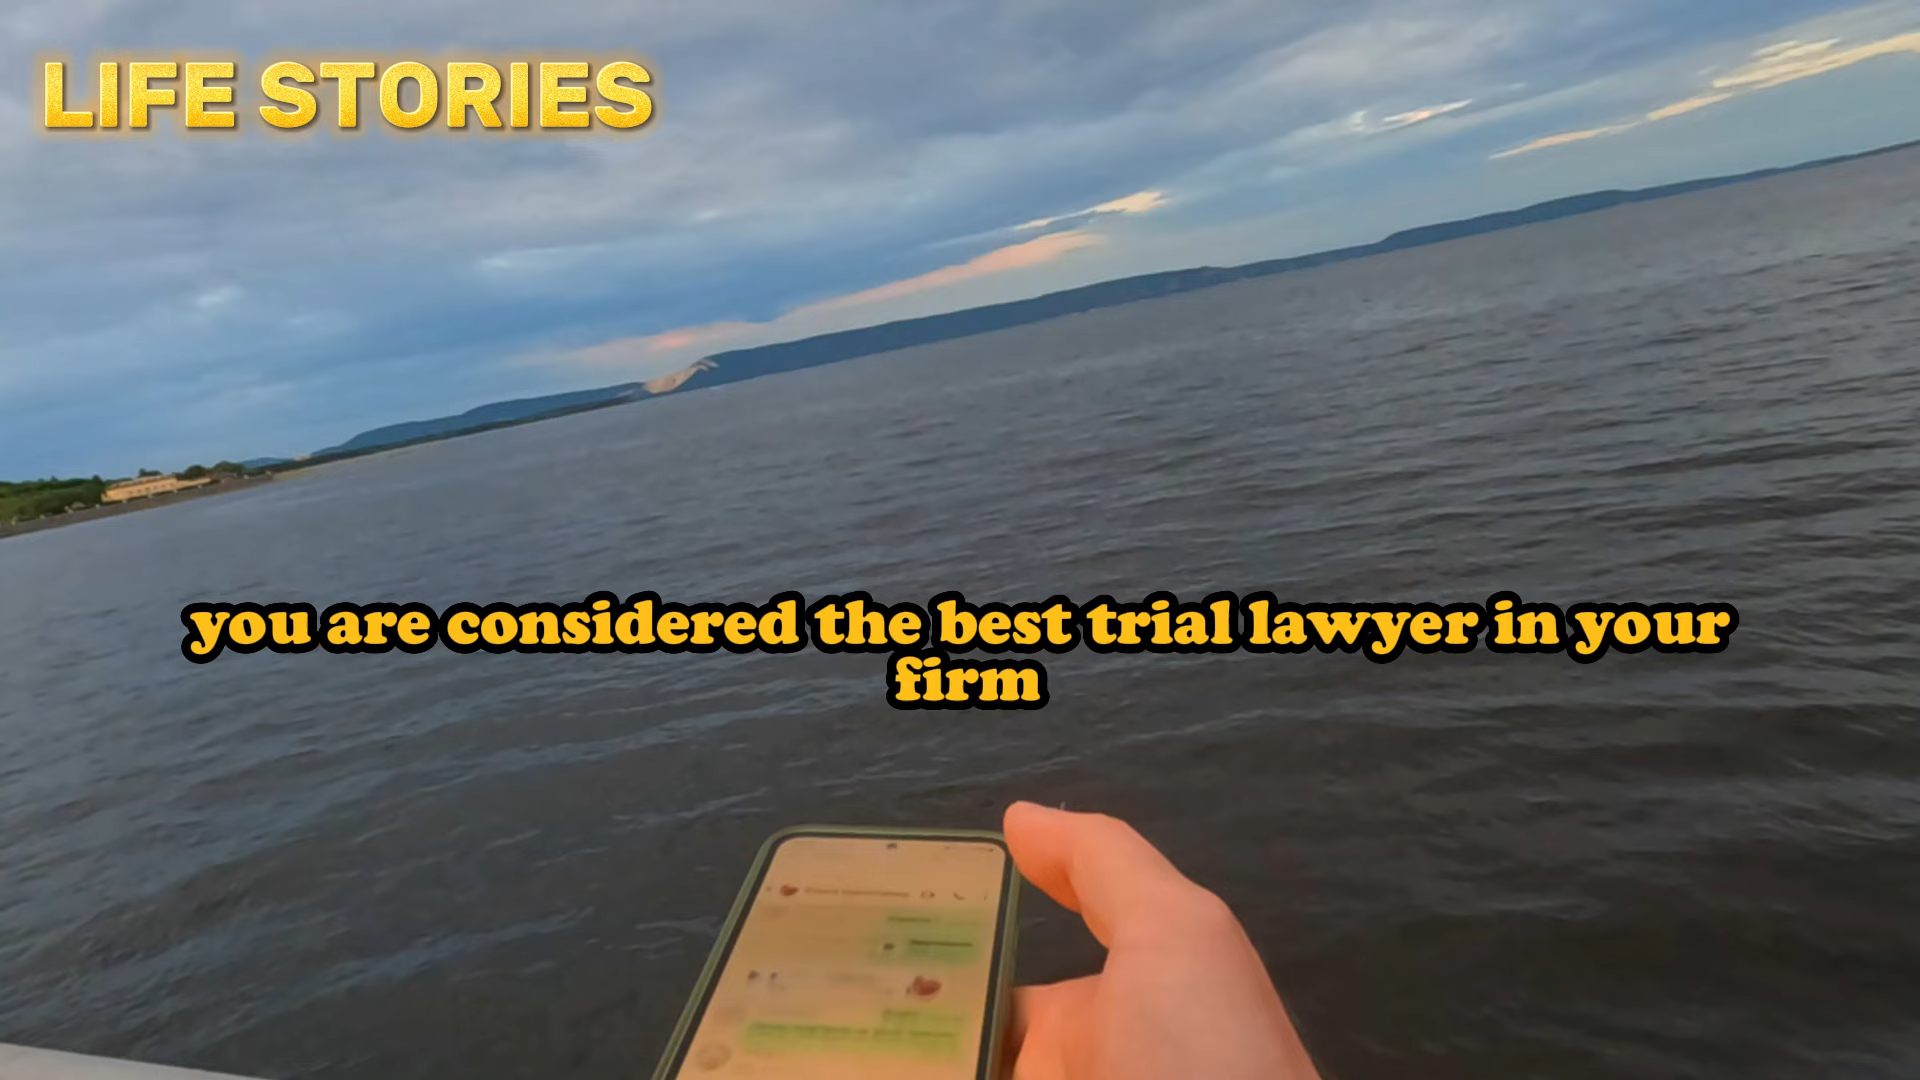 LIFE STORIES
you are considered the best trial lawyer in your
firm